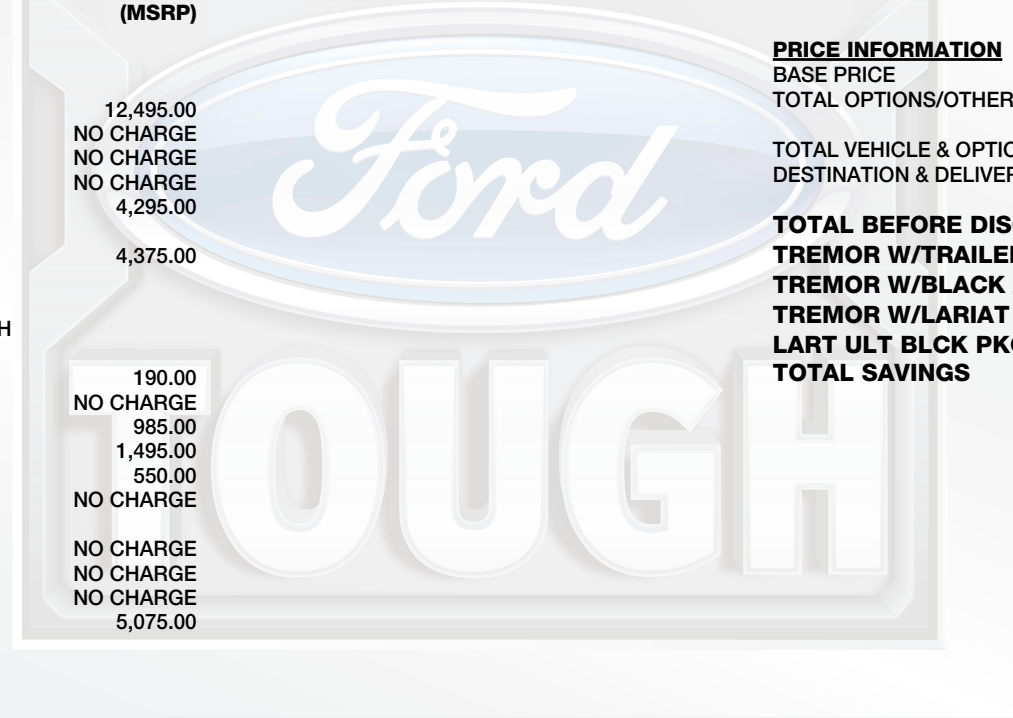 (MSRP)
12,495.00
NO CHARGE
NO CHARGE
NO CHARGE
4,295.00
4,375.00
H
190.00
NO CHARGE
985.00
1,495.00
550.00
NO CHARGE
NO CHARGE
NO CHARGE
NO CHARGE
5,075.00
Ford
TOUGH
PRICE INFORMATION
BASE PRICE
TOTAL OPTIONS/OTHER
TOTAL VEHICLE & OPTIO
DESTINATION & DELIVER
TOTAL BEFORE DIS
TREMOR W/TRAILE
TREMOR W/BLACK
TREMOR W/LARIAT
LART ULT BLCK PK
TOTAL SAVINGS